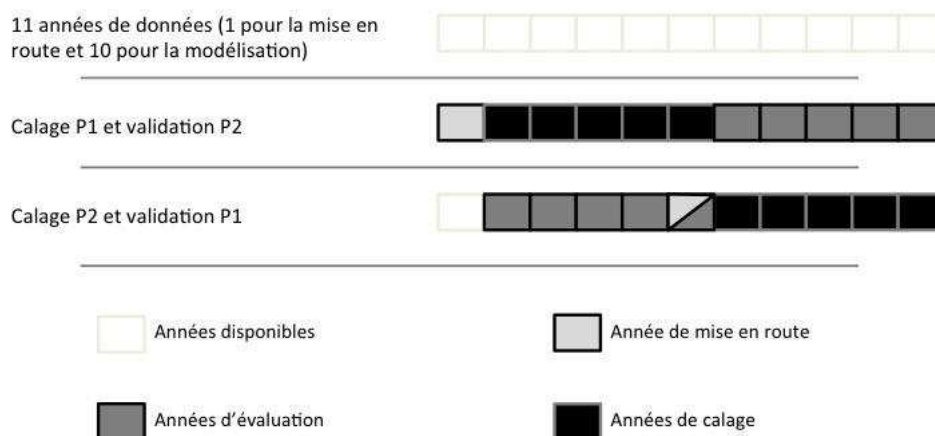 11 années de données (1 pour la mise en
route et 10 pour la modélisation)
Calage P1 et validation P2
Calage P2 et validation P1
Années disponibles
Année de mise en route
Années d’évaluation
Années de calage